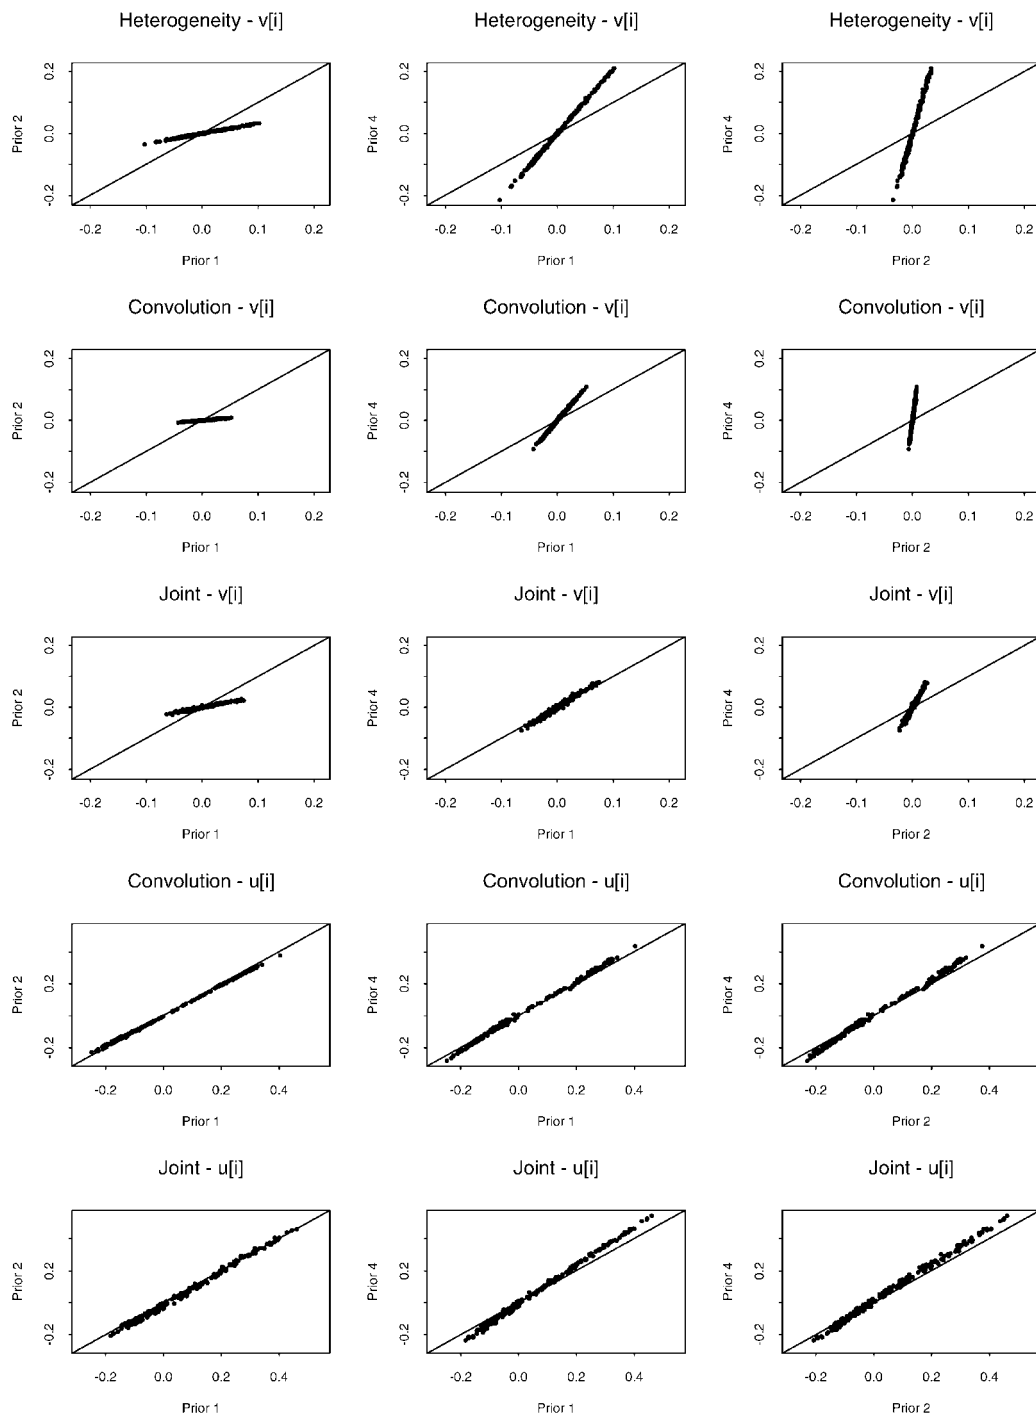 Heterogeneity - v[i] Heterogeneity - v[i] Heterogeneity - v[i]
0.2 0.2 0.2
Prior 2 Prior 4 Prior 4
0.0 0.0 0.0
-0.2 -0.2 -0.2
-0.2 -0.1 0.0 0.1 0.2 -0.2 -0.1 0.0 0.1 0.2 -0.2 -0.1 0.0 0.1 0.2
Prior 1 Prior 1 Prior 2
Convolution - v[i] Convolution - v[i] Convolution - v[i]
0.2 0.2 0.2
Prior 2 Prior 4 Prior 4
0.0 0.0 0.0
-0.2 -0.2 -0.2
-0.2 -0.1 0.0 0.1 0.2 -0.2 -0.1 0.0 0.1 0.2 -0.2 -0.1 0.0 0.1 0.2
Prior 1 Prior 1 Prior 2
Joint - v[i] Joint - v[i] Joint - v[i]
0.2 0.2 0.2
Prior 2 Prior 4 Prior 4
0.0 0.0 0.0
-0.2 -0.2 -0.2
-0.2 -0.1 0.0 0.1 0.2 -0.2 -0.1 0.0 0.1 0.2 -0.2 -0.1 0.0 0.1 0.2
Prior 1 Prior 1 Prior 2
Convolution - u[i] Convolution - u[i] Convolution - u[i]
Prior 2 Prior 4 Prior 4
0.2 0.2 0.2
-0.2 -0.2 -0.2
-0.2 0.0 0.2 0.4 -0.2 0.0 0.2 0.4 -0.2 0.0 0.2 0.4
Prior 1 Prior 1 Prior 2
Joint - u[i] Joint - u[i] Joint - u[i]
Prior 2 Prior 4 Prior 4
0.2 0.2 0.2
-0.2 -0.2 -0.2
-0.2 0.0 0.2 0.4 -0.2 0.0 0.2 0.4 -0.2 0.0 0.2 0.4
Prior 1 Prior 1 Prior 2